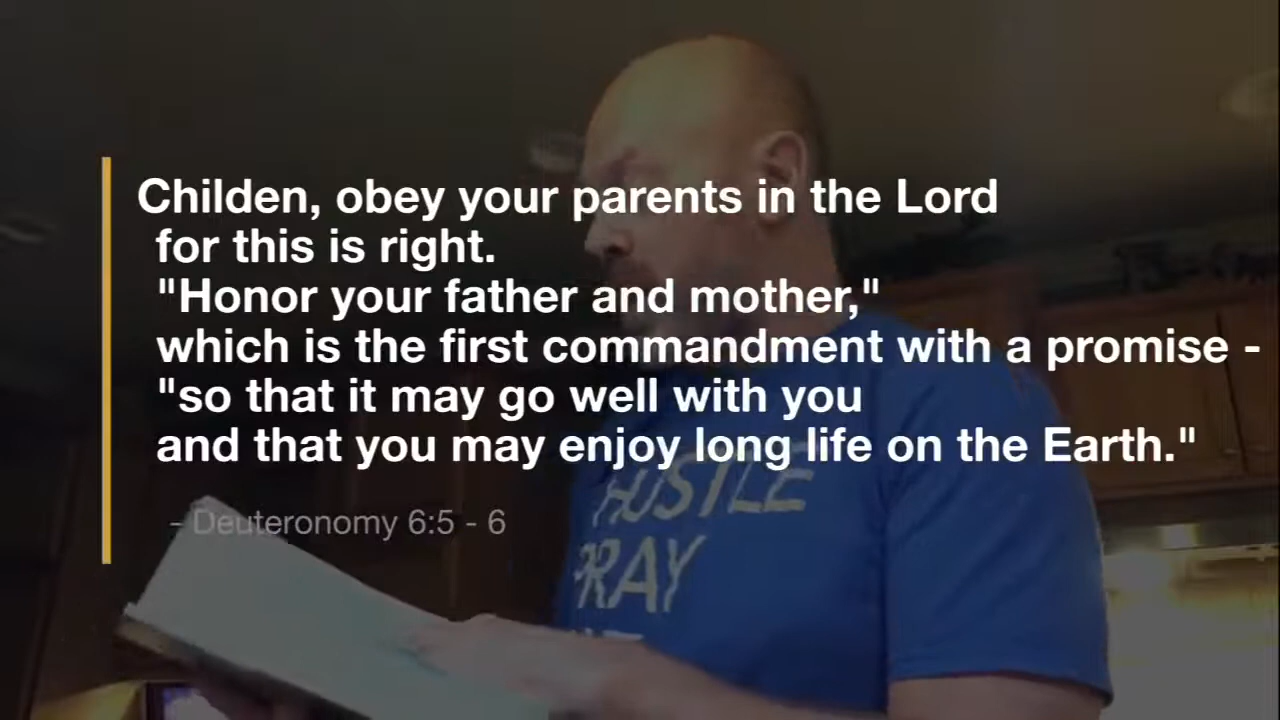 Childen, obey your parents in the Lord
for this is right.
"Honor your father and mother,"
which is the first commandment with a promise -
"so that it may go well with you
and that you may enjoy long life on the Earth."
- Deuteronomy 6:5 - 6
HUSTLE
PRAY